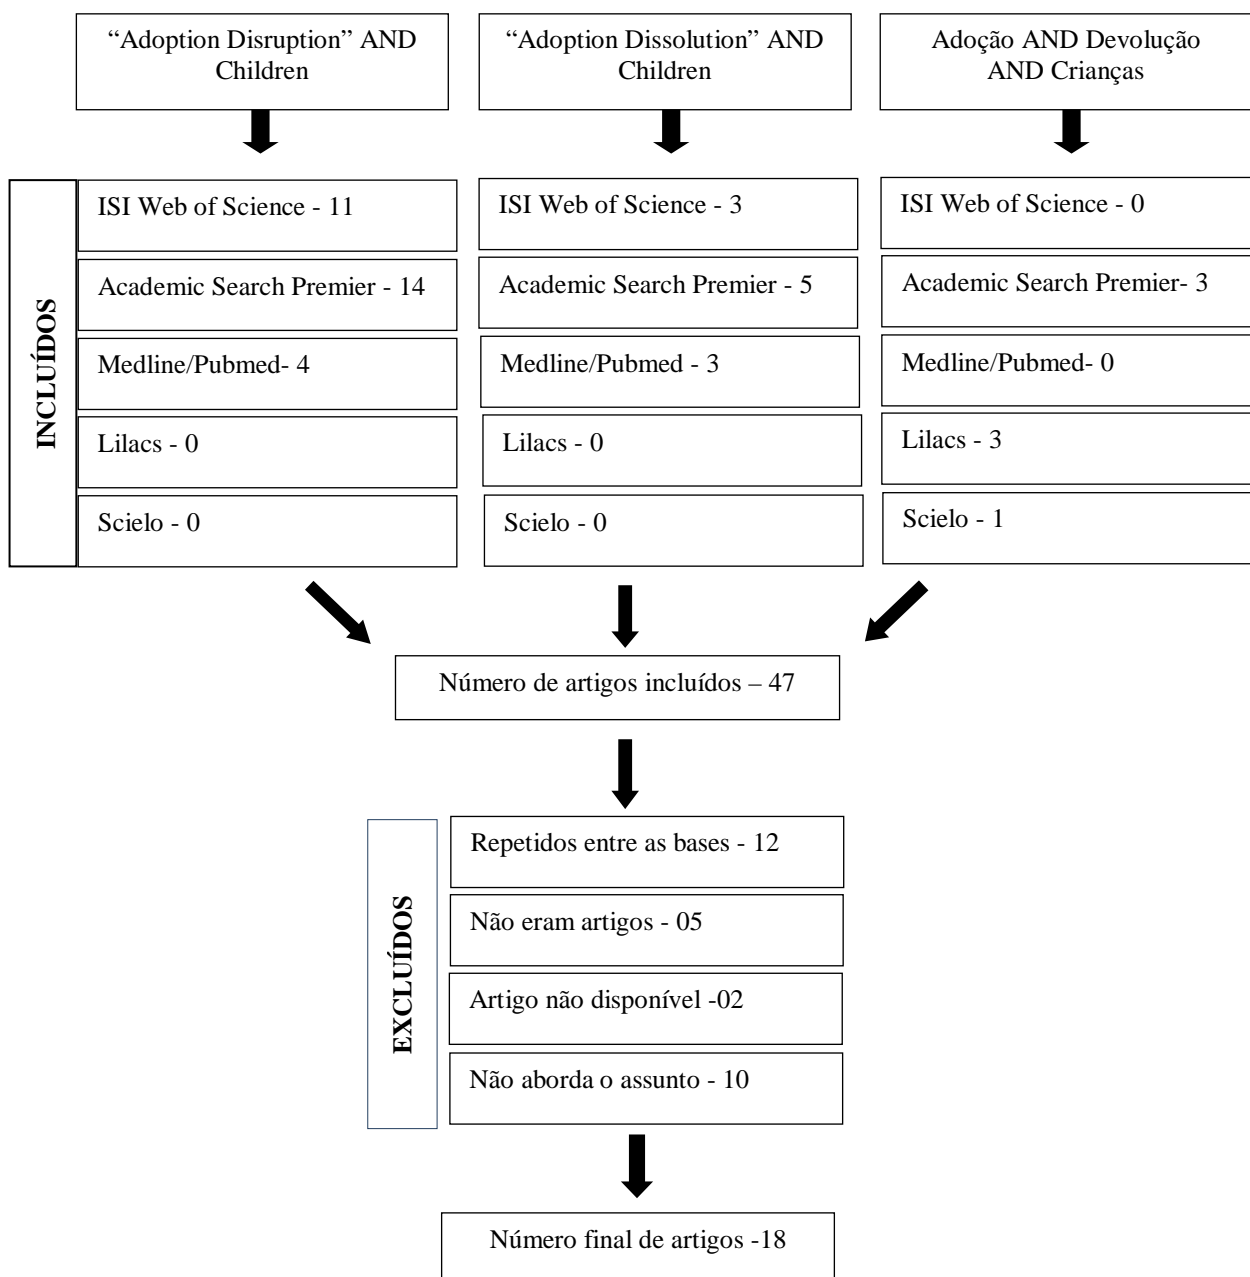 “Adoption Disruption” AND
Children
“Adoption Dissolution” AND
Children
Adoção AND Devolução
AND Crianças
INCLUÍDOS
ISI Web of Science - 11
Academic Search Premier - 14
Medline/Pubmed- 4
Lilacs - 0
Scielo - 0
ISI Web of Science - 3
Academic Search Premier - 5
Medline/Pubmed - 3
Lilacs - 0
Scielo - 0
ISI Web of Science - 0
Academic Search Premier- 3
Medline/Pubmed- 0
Lilacs - 3
Scielo - 1
Número de artigos incluídos – 47
EXCLUÍDOS
Repetidos entre as bases - 12
Não eram artigos - 05
Artigo não disponível -02
Não aborda o assunto - 10
Número final de artigos -18